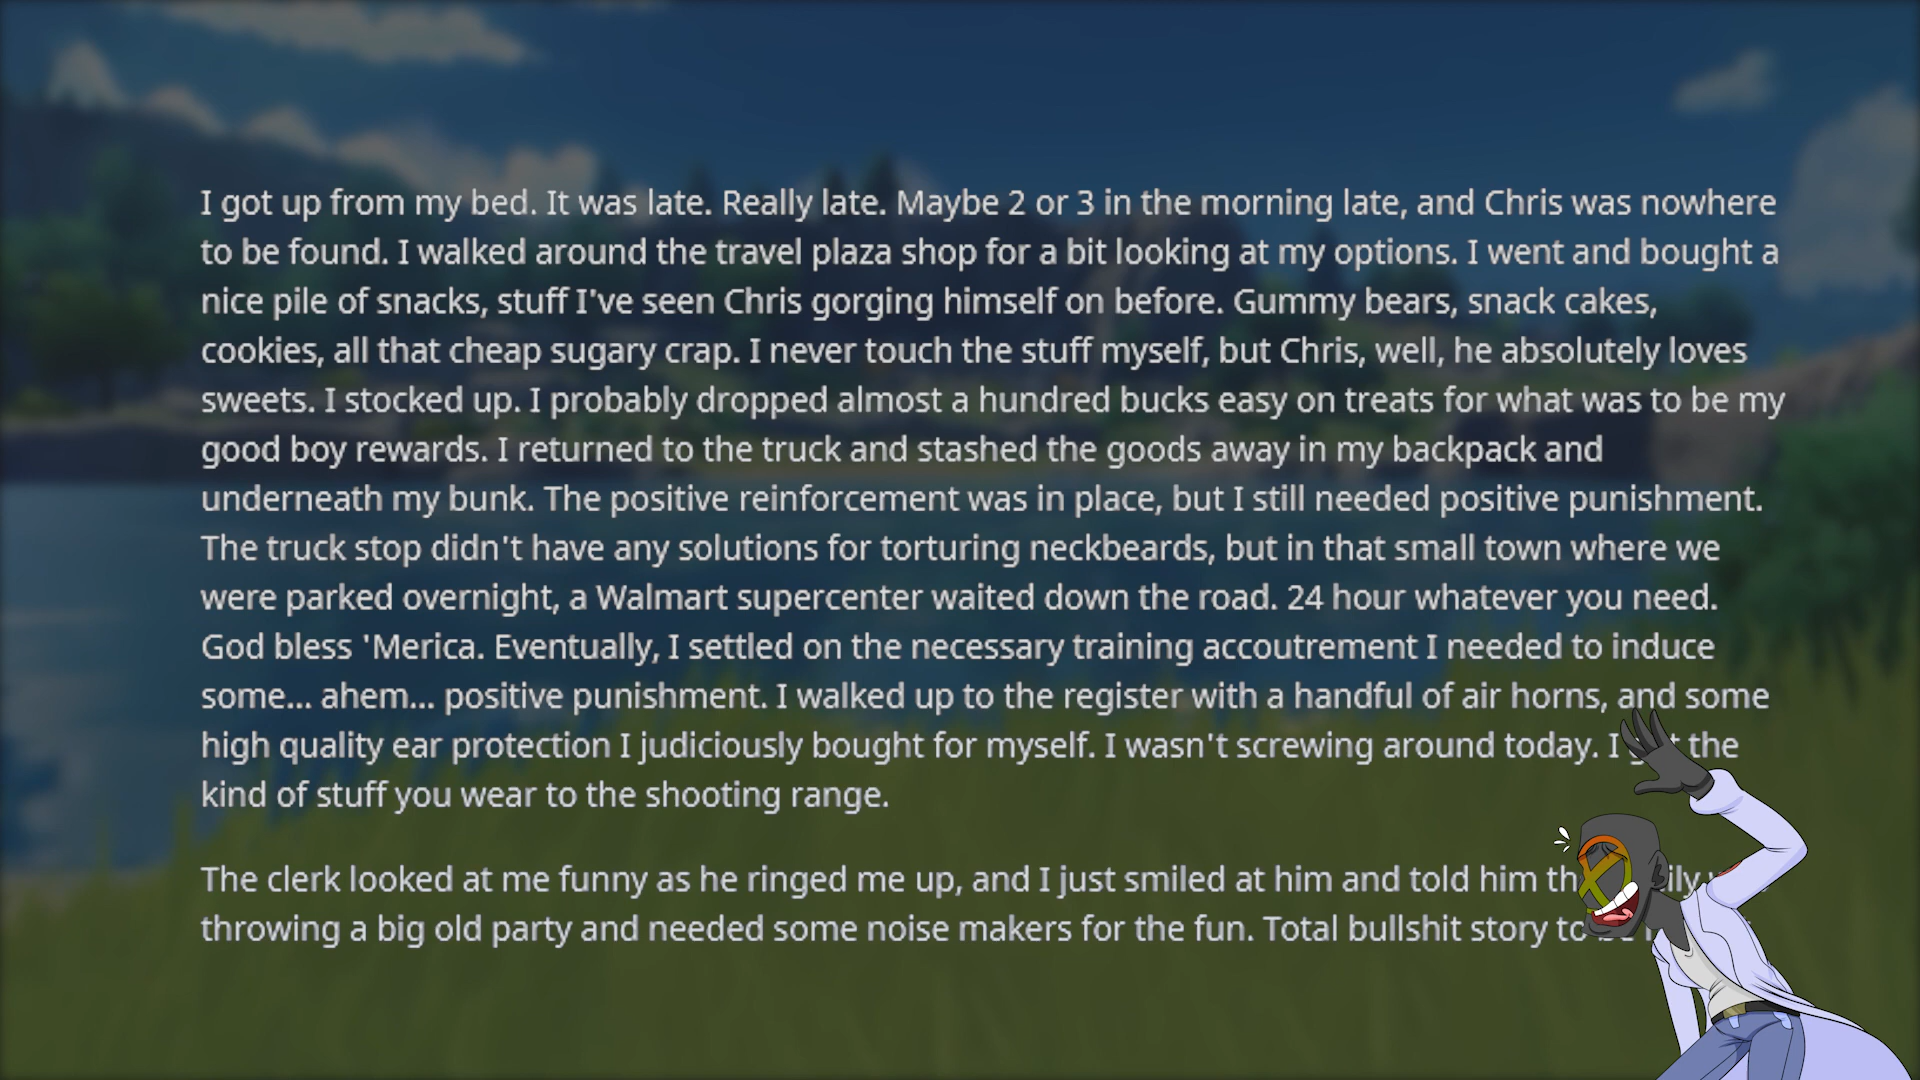 I got up from my bed. It was late. Really late. Maybe 2 or 3 in the morning late, and Chris was nowhere
to be found. I walked around the travel plaza shop for a bit looking at my options. I went and bought a
nice pile of snacks, stuff I've seen Chris gorging himself on before. Gummy bears, snack cakes,
cookies, all that cheap sugary crap. I never touch the stuff myself, but Chris, well, he absolutely loves
sweets. I stocked up. I probably dropped almost a hundred bucks easy on treats for what was to be my
good boy rewards. I returned to the truck and stashed the goods away in my backpack and
underneath my bunk. The positive reinforcement was in place, but I still needed positive punishment.
The truck stop didn't have any solutions for torturing neckbeards, but in that small town where we
were parked overnight, a Walmart supercenter waited down the road. 24 hour whatever you need.
God bless 'Merica. Eventually, I settled on the necessary training accoutrement I needed to induce
some... ahem... positive punishment. I walked up to the register with a handful of air horns, and some
high quality ear protection I judiciously bought for myself. I wasn't screwing around today. I the
kind of stuff you wear to the shooting range.
The clerk looked at me funny as he ringed me up, and I just smiled at him and told him
throwing a big old party and needed some noise makers for the fun. Total bullshit story to